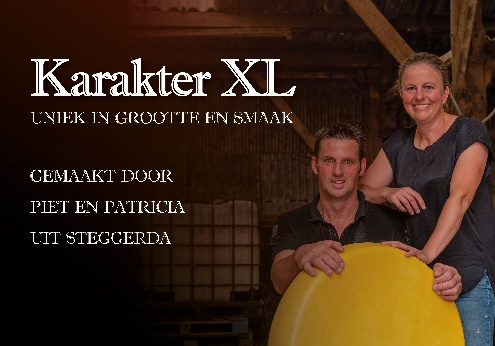 Karakter XL
UNIEK IN GROOTTE EN SMAAK
GEMAAKT DOOR
PIET EN PATRICIA
UIT STEGGERDA